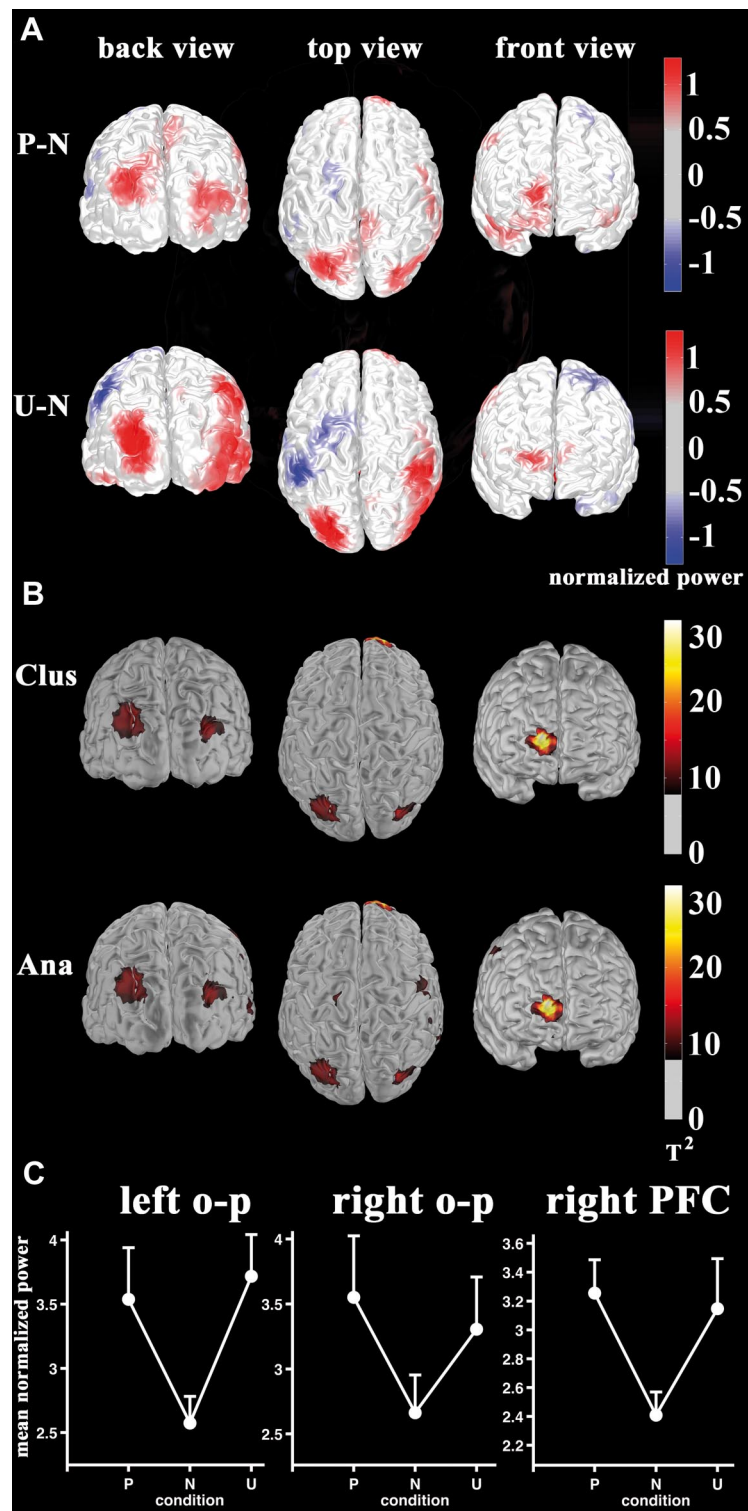 A
back view top view front view
P-N
1
0.5
0
-0.5
-1
U-N
1
0.5
0
-0.5
-1
normalized power
B
Clus
30
20
10
0
Ana
30
20
10
0
T²
C
left o-p right o-p right PFC
mean normalized power
4
3.5
3
2.5
P N U
condition
4
3.5
3
2.5
P N U
condition
3.6
3.4
3.2
3
2.8
2.6
2.4
2.2
P N U
condition